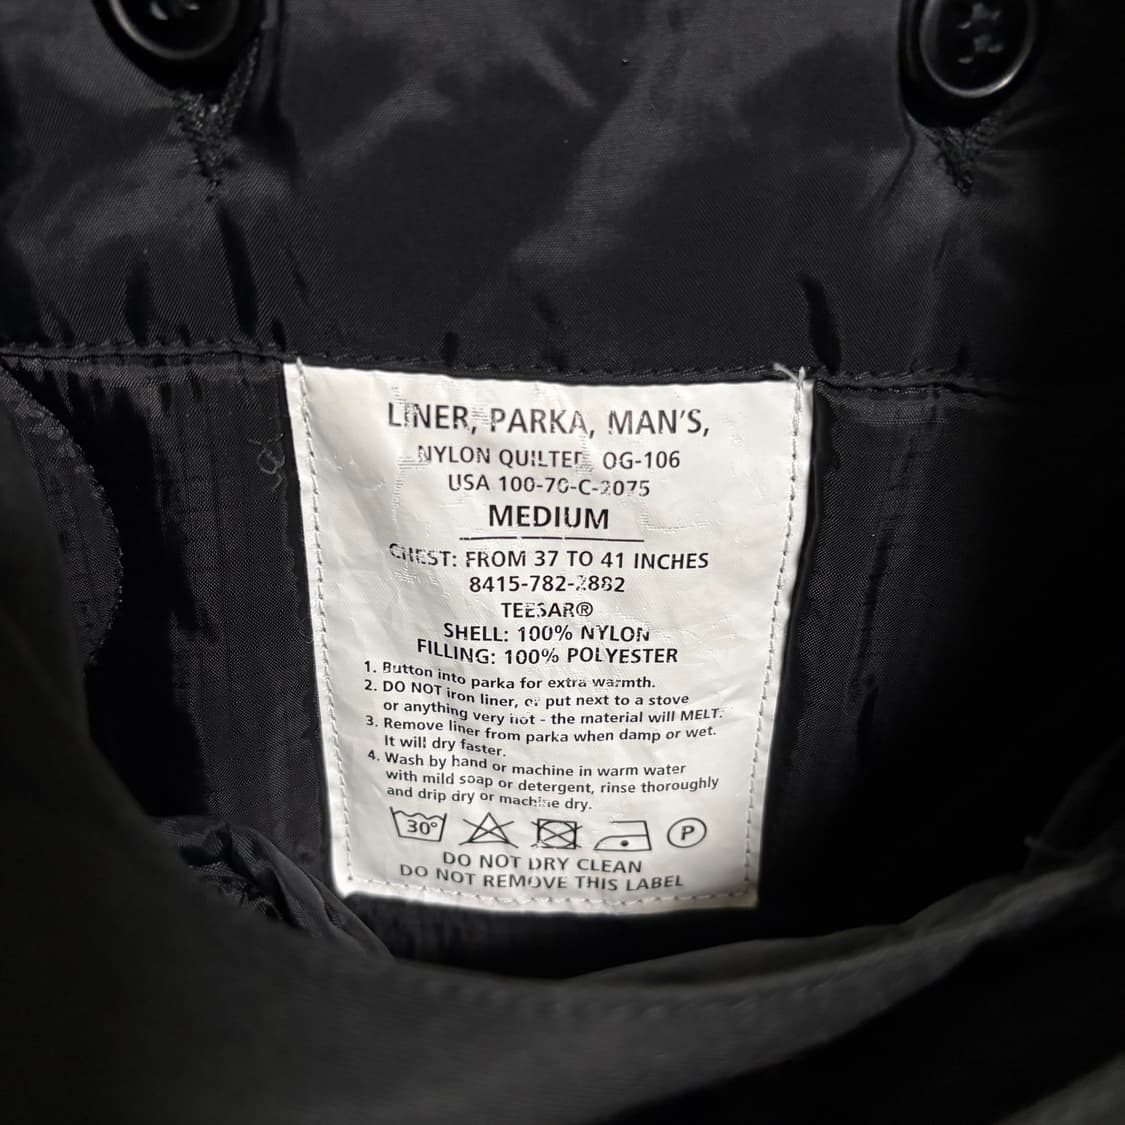 LINER, PARKA, MAN'S,
NYLON QUILTED OG-106
USA 100-70-C-2075
MEDIUM
CHEST: FROM 37 TO 41 INCHES
8415-782-2882
TEESAR®
SHELL: 100% NYLON
FILLING: 100% POLYESTER
1. Button into parka for extra warmth.
2. DO NOT iron liner, or put next to a stove
or anything very hot - the material will MELT.
3. Remove liner from parka when damp or wet.
It will dry faster.
4. Wash by hand or machine in warm water
with mild soap or detergent, rinse thoroughly
and drip dry or machine dry.
30° P
DO NOT DRY CLEAN
DO NOT REMOVE THIS LABEL